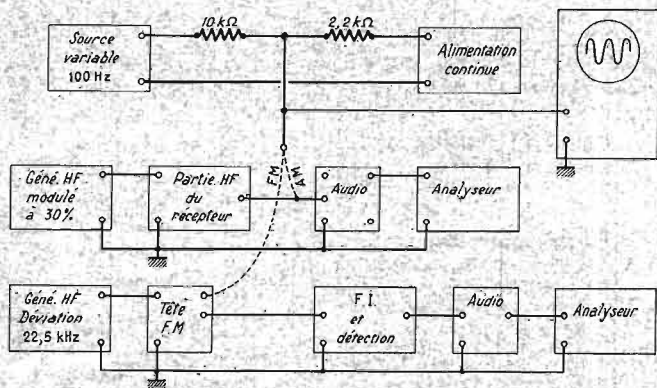 10 kΩ
2,2 kΩ
Source
variable
100 Hz
Alimentation
continue
FM
AM
Géné. HF
modulé
à 30%
Partie HF
du
récepteur
Audio
Analyseur
Géné. HF
Déviation
22,5 kHz
Tête
F.M
F.I.
et
détection
Audio
Analyseur